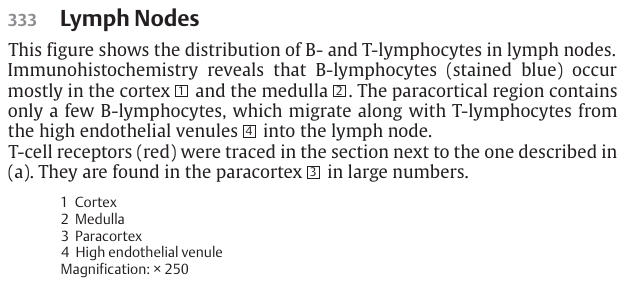 333 Lymph Nodes
This figure shows the distribution of B- and T-lymphocytes in lymph nodes.
Immunohistochemistry reveals that B-lymphocytes (stained blue) occur
mostly in the cortex 1 and the medulla 2. The paracortical region contains
only a few B-lymphocytes, which migrate along with T-lymphocytes from
the high endothelial venules 4 into the lymph node.
T-cell receptors (red) were traced in the section next to the one described in
(a). They are found in the paracortex 3 in large numbers.
1 Cortex
2 Medulla
3 Paracortex
4 High endothelial venule
Magnification: × 250